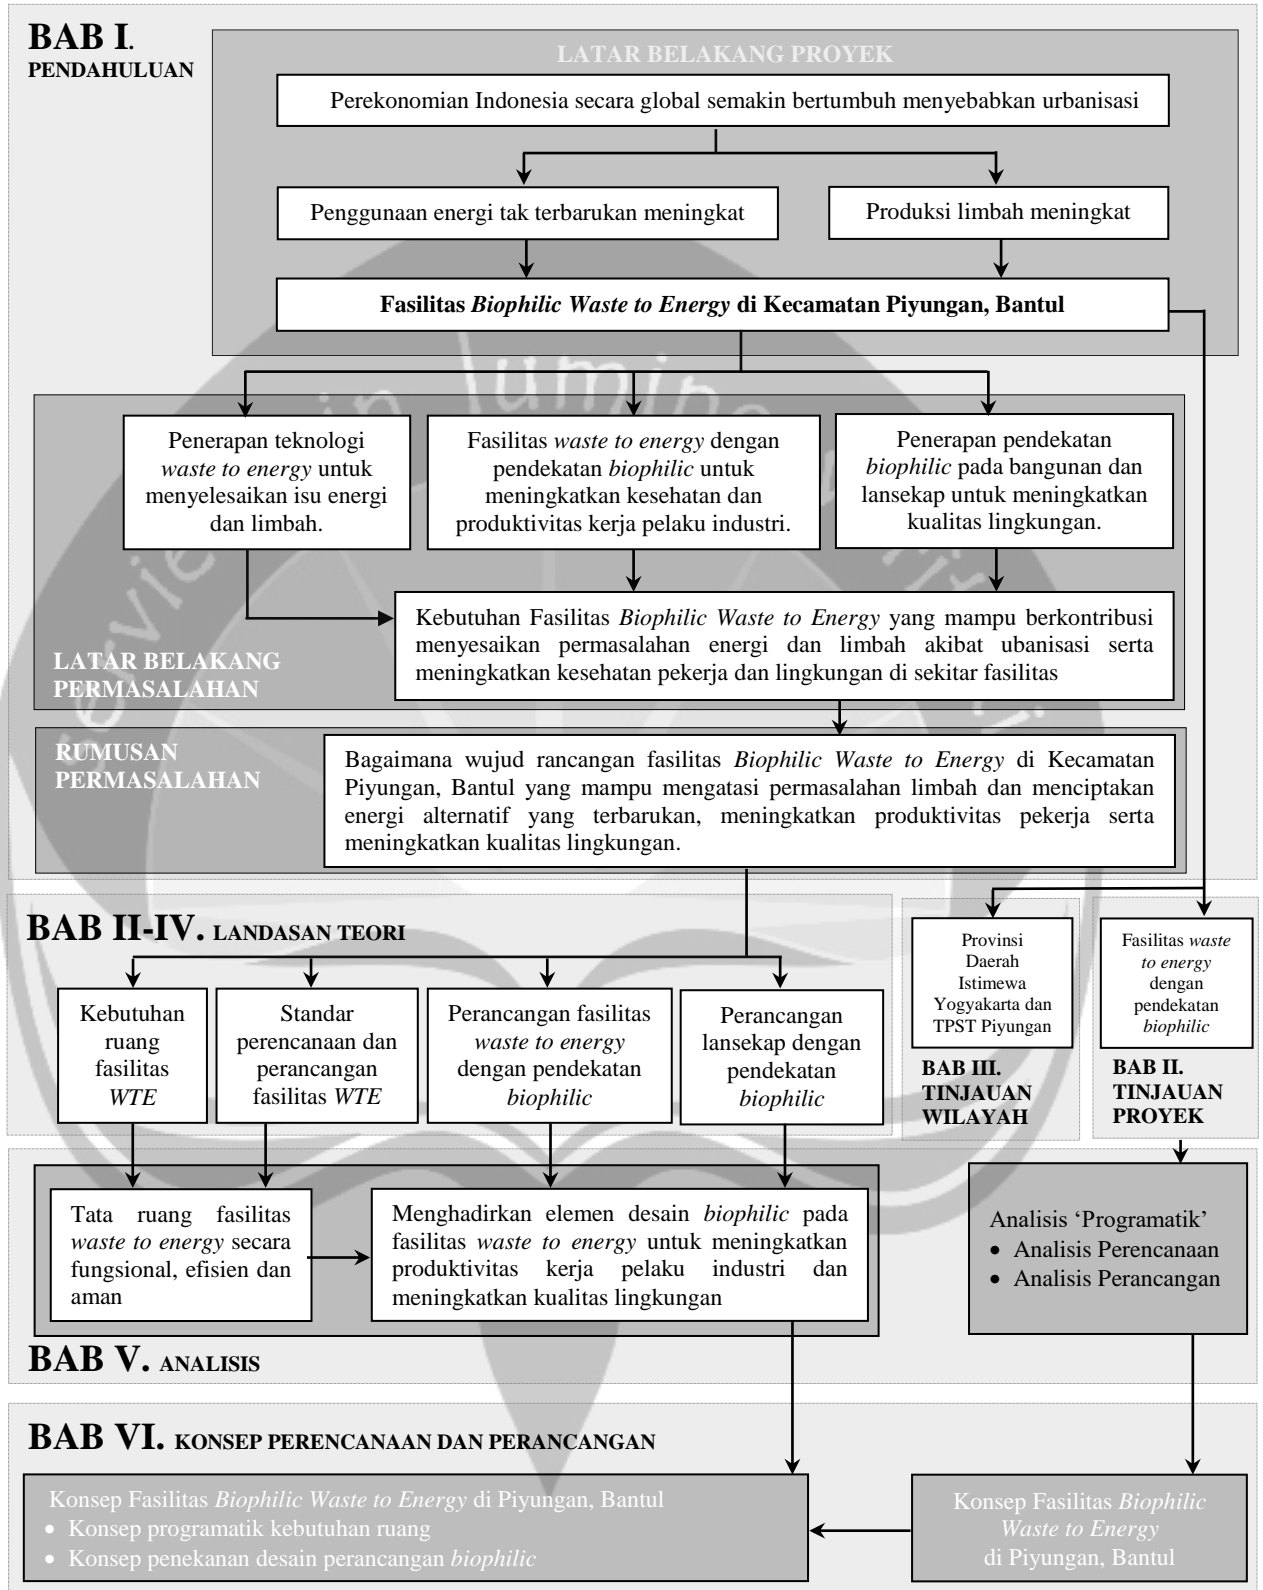 BAB I.
PENDAHULUAN
LATAR BELAKANG PROYEK
Perekonomian Indonesia secara global semakin bertumbuh menyebabkan urbanisasi
Penggunaan energi tak terbarukan meningkat
Produksi limbah meningkat
Fasilitas Biophilic Waste to Energy di Kecamatan Piyungan, Bantul
Penerapan teknologi
waste to energy untuk
menyelesaikan isu energi
dan limbah.
Fasilitas waste to energy dengan
pendekatan biophilic untuk
meningkatkan kesehatan dan
produktivitas kerja pelaku industri.
Penerapan pendekatan
biophilic pada bangunan dan
lansekap untuk meningkatkan
kualitas lingkungan.
Kebutuhan Fasilitas Biophilic Waste to Energy yang mampu berkontribusi
menyesaikan permasalahan energi dan limbah akibat ubanisasi serta
meningkatkan kesehatan pekerja dan lingkungan di sekitar fasilitas
LATAR BELAKANG
PERMASALAHAN
RUMUSAN
PERMASALAHAN
Bagaimana wujud rancangan fasilitas Biophilic Waste to Energy di Kecamatan
Piyungan, Bantul yang mampu mengatasi permasalahan limbah dan menciptakan
energi alternatif yang terbarukan, meningkatkan produktivitas pekerja serta
meningkatkan kualitas lingkungan.
BAB II-IV. LANDASAN TEORI
Kebutuhan
ruang
fasilitas
WTE
Standar
perencanaan dan
perancangan
fasilitas WTE
Perancangan fasilitas
waste to energy
dengan pendekatan
biophilic
Perancangan
lansekap dengan
pendekatan
biophilic
Provinsi
Daerah
Istimewa
Yogyakarta dan
TPST Piyungan
BAB III.
TINJAUAN
WILAYAH
Fasilitas waste
to energy
dengan
pendekatan
biophilic
BAB II.
TINJAUAN
PROYEK
Tata ruang fasilitas
waste to energy secara
fungsional, efisien dan
aman
Menghadirkan elemen desain biophilic pada
fasilitas waste to energy untuk meningkatkan
produktivitas kerja pelaku industri dan
meningkatkan kualitas lingkungan
Analisis ‘Programatik’
• Analisis Perencanaan
• Analisis Perancangan
BAB V. ANALISIS
BAB VI. KONSEP PERENCANAAN DAN PERANCANGAN
Konsep Fasilitas Biophilic Waste to Energy di Piyungan, Bantul
• Konsep programatik kebutuhan ruang
• Konsep penekanan desain perancangan biophilic
Konsep Fasilitas Biophilic
Waste to Energy
di Piyungan, Bantul
serviens in lumine veritatis